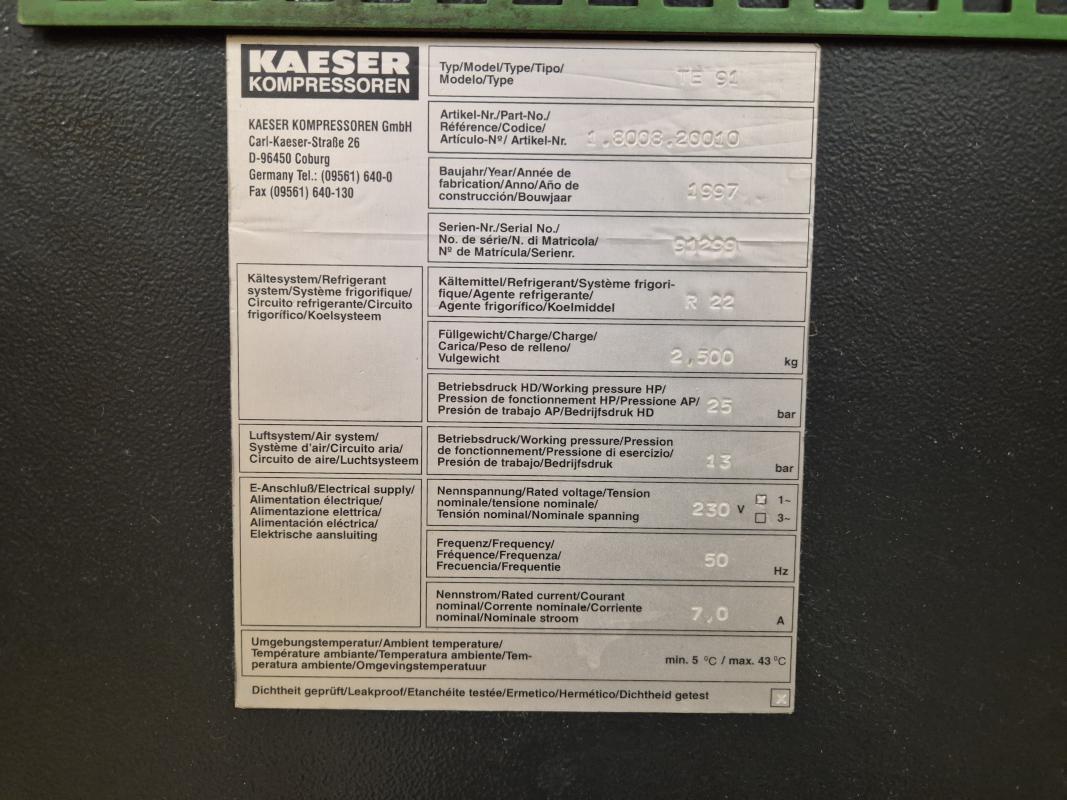 KAESER
KOMPRESSOREN
KAESER KOMPRESSOREN GmbH
Carl-Kaeser-Straße 26
D-96450 Coburg
Germany Tel.: (09561) 640-0
Fax (09561) 640-130
Typ/Model/Type/Tipo/
Modelo/Type
TE 91
Artikel-Nr./Part-No./
Référence/Codice/
Artículo-Nº/ Artikel-Nr.
1.8008.20010
Baujahr/Year/Année de
fabrication/Anno/Año de
construcción/Bouwjaar
1997
Serien-Nr./Serial No./
No. de série/N. di Matricola/
Nº de Matrícula/Serienr.
91299
Kältesystem/Refrigerant
system/Système frigorifique/
Circuito refrigerante/Circuito
frigorífico/Koelsysteem
Kältemittel/Refrigerant/Système frigori-
fique/Agente refrigerante/
Agente frigorífico/Koelmiddel
R 22
Füllgewicht/Charge/Charge/
Carica/Peso de relleno/
Vulgewicht
2,500 kg
Betriebsdruck HD/Working pressure HP/
Pression de fonctionnement HP/Pressione AP/
Presión de trabajo AP/Bedrijfsdruk HD
25 bar
Luftsystem/Air system/
Système d'air/Circuito aria/
Circuito de aire/Luchtsysteem
Betriebsdruck/Working pressure/Pression
de fonctionnement/Pressione di esercizio/
Presión de trabajo/Bedrijfsdruk
13 bar
E-Anschluß/Electrical supply/
Alimentation électrique/
Alimentazione elettrica/
Alimentación eléctrica/
Elektrische aansluiting
Nennspannung/Rated voltage/Tension
nominale/tensione nominale/
Tensión nominal/Nominale spanning
230 V
x 1~
3~
Frequenz/Frequency/
Fréquence/Frequenza/
Frecuencia/Frequentie
50 Hz
Nennstrom/Rated current/Courant
nominal/Corrente nominale/Corriente
nominal/Nominale stroom
7,0 A
Umgebungstemperatur/Ambient temperature/
Température ambiante/Temperatura ambiente/Tem-
peratura ambiente/Omgevingstemperatuur
min. 5 °C / max. 43 °C
Dichtheit geprüft/Leakproof/Etanchéite testée/Ermetico/Hermético/Dichtheid getest
x